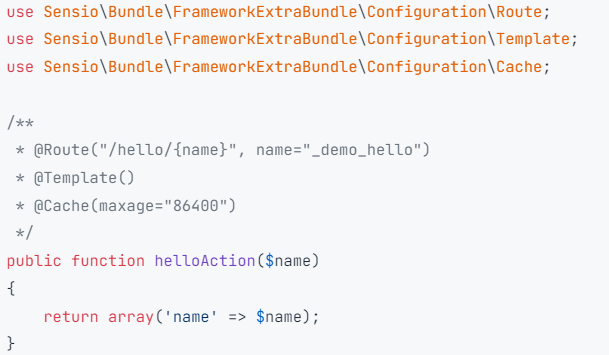 use Sensio\Bundle\FrameworkExtraBundle\Configuration\Route;
use Sensio\Bundle\FrameworkExtraBundle\Configuration\Template;
use Sensio\Bundle\FrameworkExtraBundle\Configuration\Cache;

/**
 * @Route("/hello/{name}", name="_demo_hello")
 * @Template()
 * @Cache(maxage="86400")
 */
public function helloAction($name)
{
    return array('name' => $name);
}